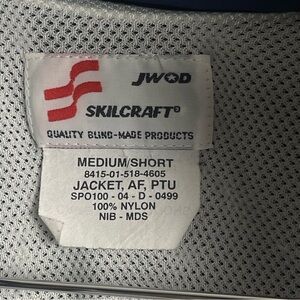 JWOD
SKILCRAFT®
QUALITY BLIND-MADE PRODUCTS
MEDIUM/SHORT
8415-01-518-4605
JACKET, AF, PTU
SPO100 - 04 - D - 0499
100% NYLON
NIB - MDS